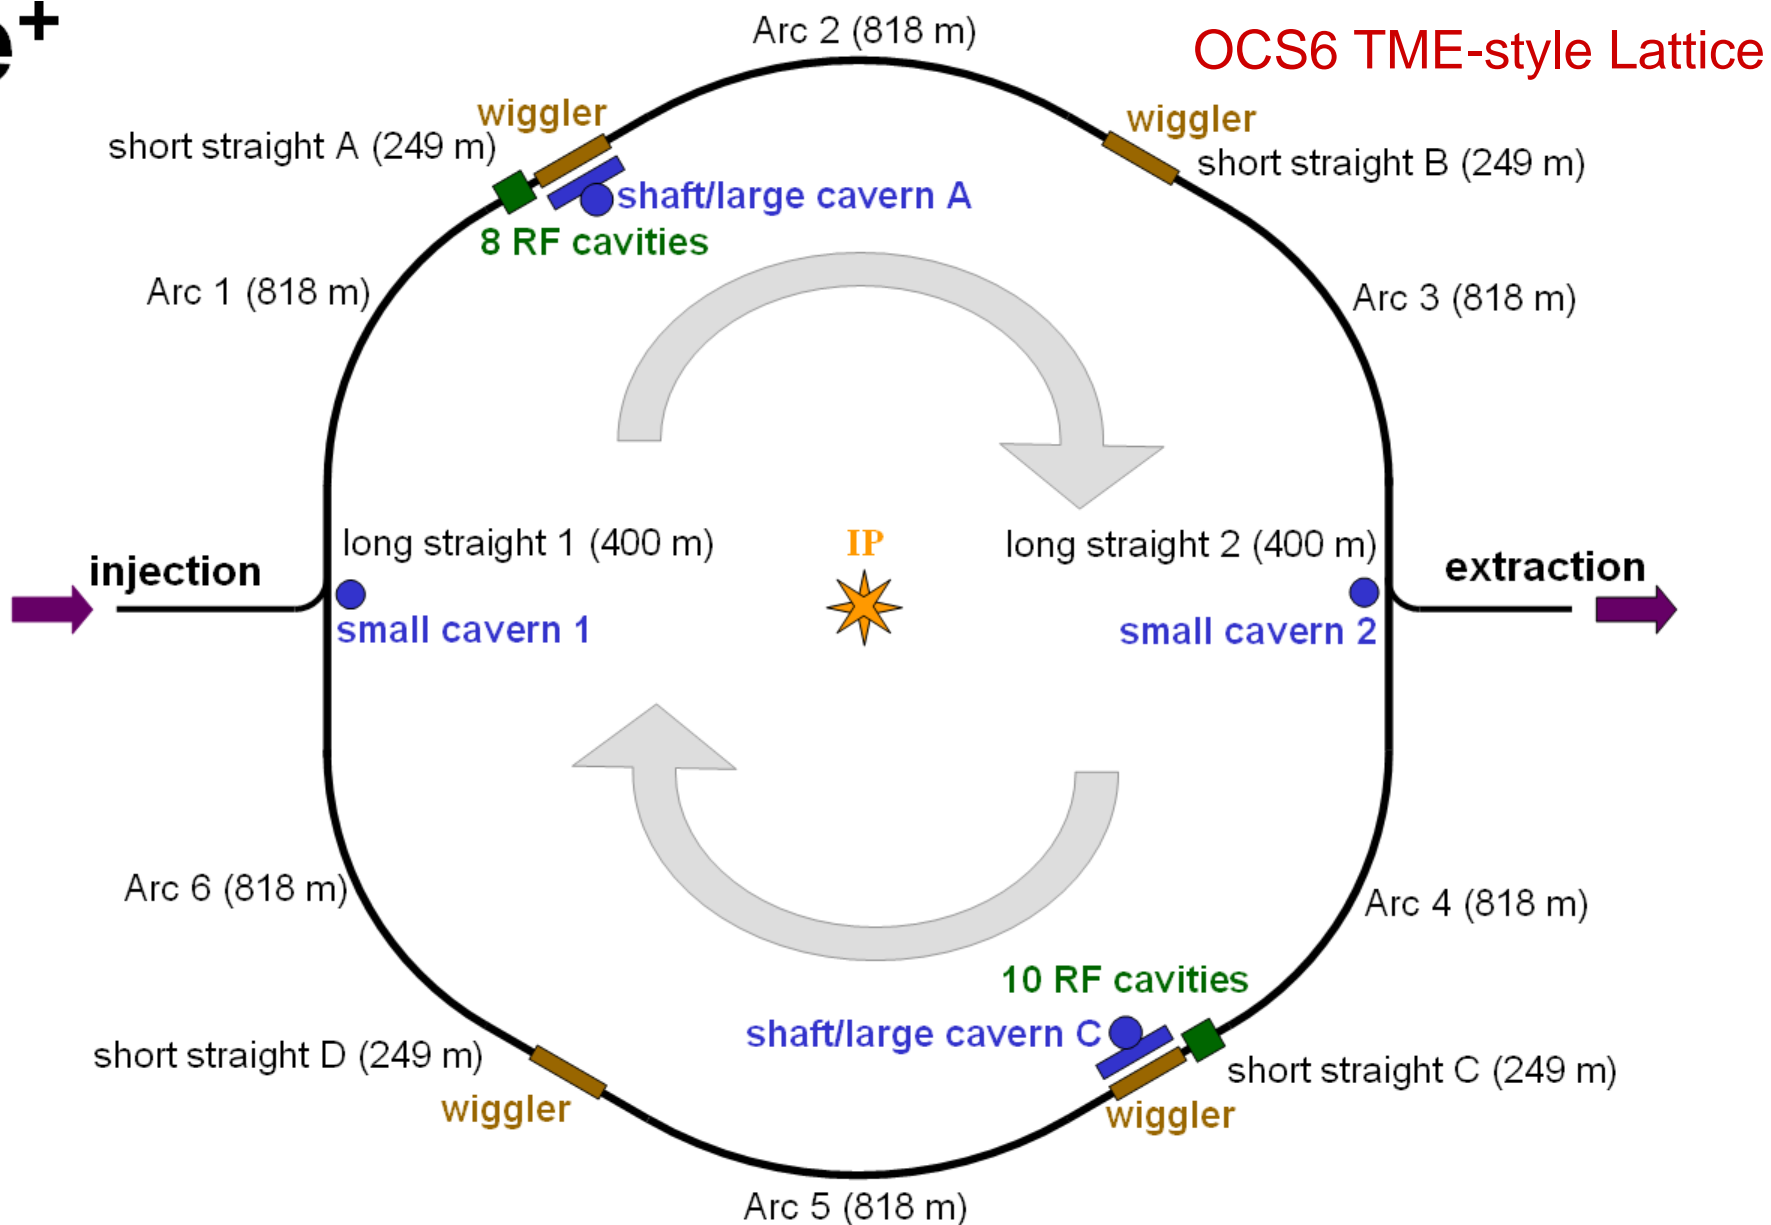 e+
Arc 2 (818 m)
OCS6 TME-style Lattice
wiggler
wiggler
short straight A (249 m)
short straight B (249 m)
shaft/large cavern A
8 RF cavities
Arc 1 (818 m)
Arc 3 (818 m)
long straight 1 (400 m)
IP
long straight 2 (400 m)
injection
extraction
small cavern 1
small cavern 2
Arc 6 (818 m)
Arc 4 (818 m)
10 RF cavities
shaft/large cavern C
short straight D (249 m)
short straight C (249 m)
wiggler
wiggler
Arc 5 (818 m)